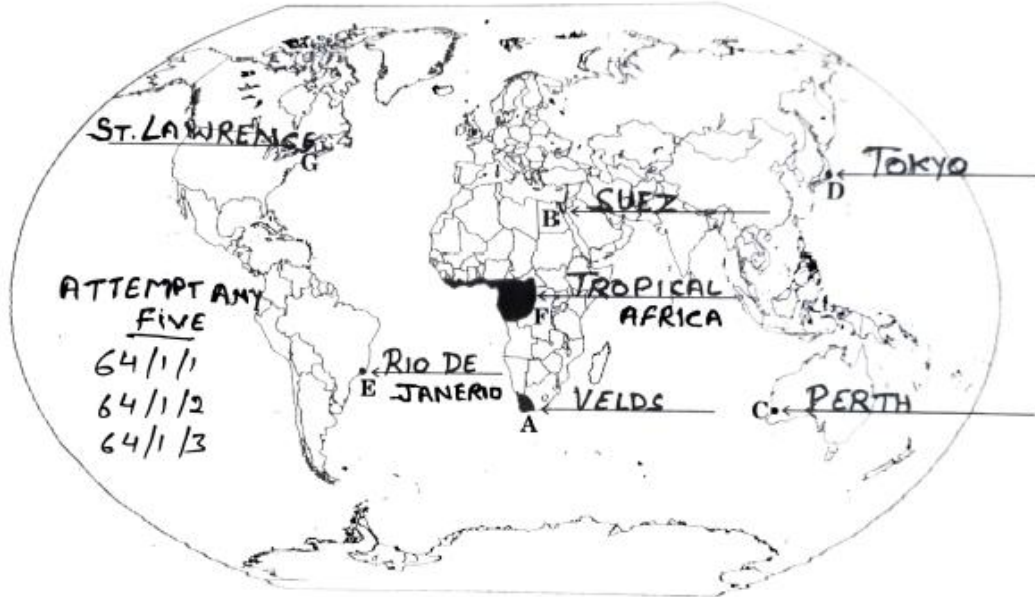 ST. LAWRENCE
G
TOKYO
D
B
SUEZ
ATTEMPT ANY
FIVE
64/1/1
64/1/2
64/1/3
TROPICAL
AFRICA
F
RIO DE
JANERIO
E
VELDS
A
C
PERTH